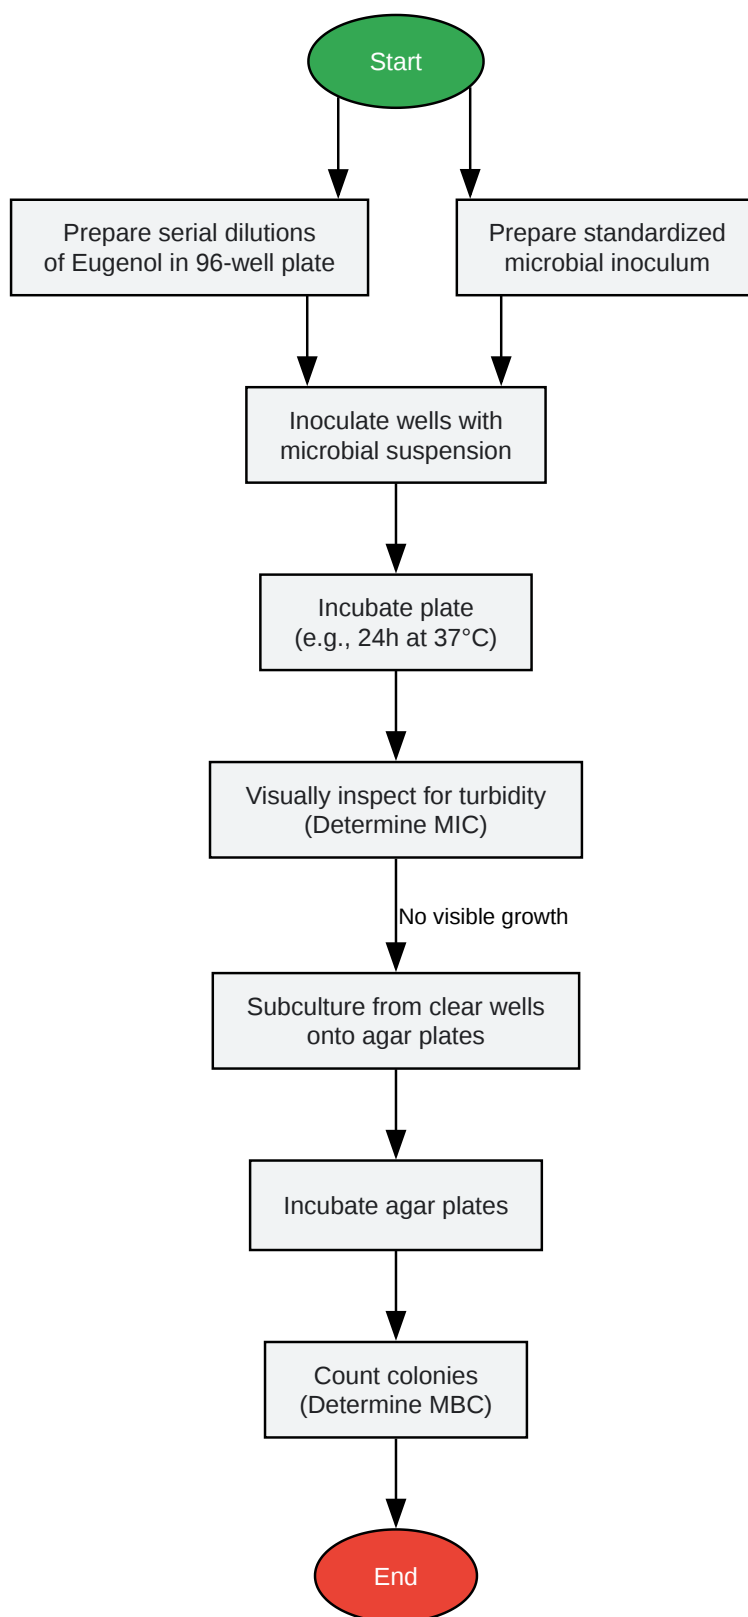 Start
Prepare serial dilutions
of Eugenol in 96-well plate
Prepare standardized
microbial inoculum
Inoculate wells with
microbial suspension
Incubate plate
(e.g., 24h at 37°C)
Visually inspect for turbidity
(Determine MIC)
No visible growth
Subculture from clear wells
onto agar plates
Incubate agar plates
Count colonies
(Determine MBC)
End